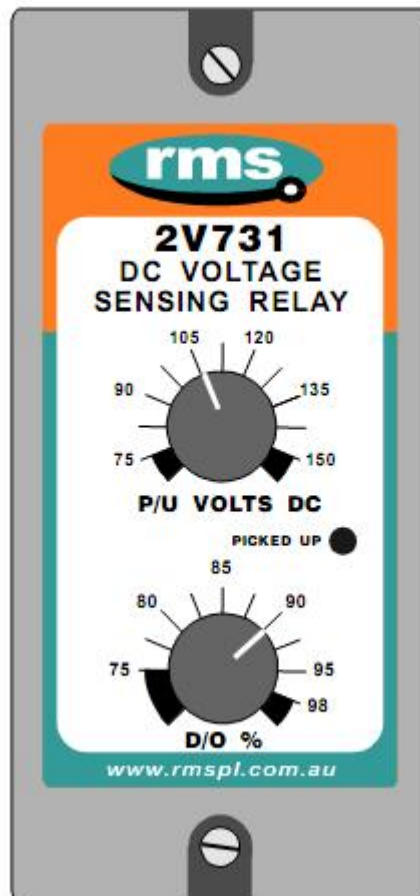 rms
2V731
DC VOLTAGE
SENSING RELAY
105 120
90 135
75 150
P/U VOLTS DC
PICKED UP
85
80 90
75 95
98
D/O %
www.rmspl.com.au